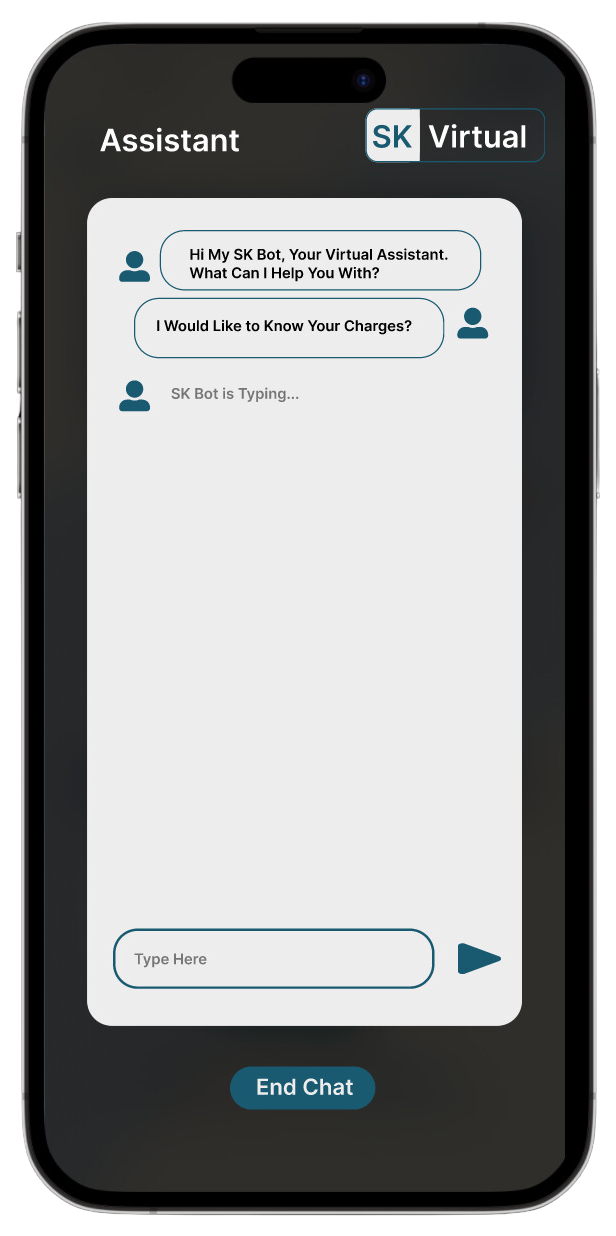 Assistant
SK Virtual
Hi My SK Bot, Your Virtual Assistant.
What Can I Help You With?
I Would Like to Know Your Charges?
SK Bot is Typing...
Type Here
End Chat